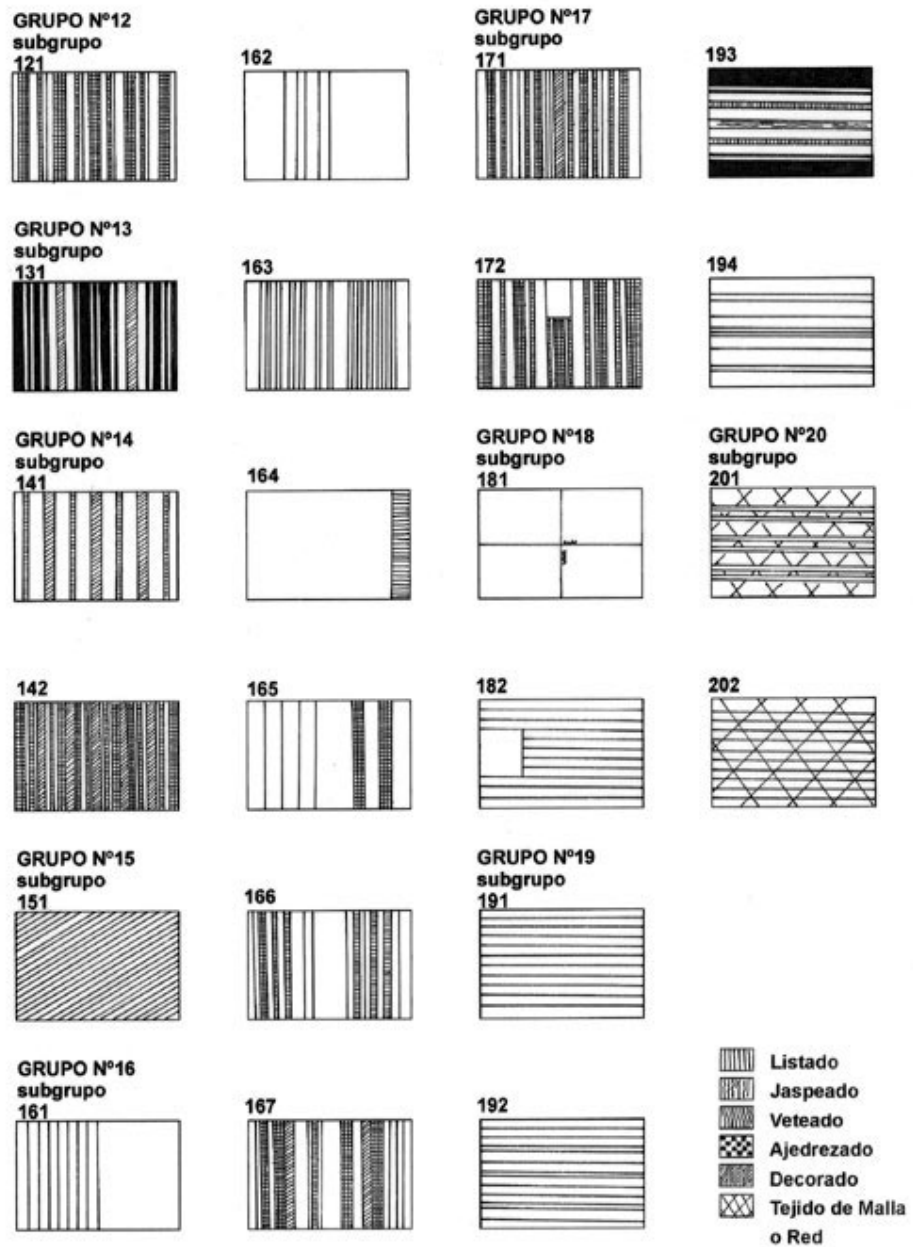 GRUPO Nº12
subgrupo
121
GRUPO Nº13
subgrupo
131
GRUPO Nº14
subgrupo
141
142
GRUPO Nº15
subgrupo
151
GRUPO Nº16
subgrupo
161
162
163
164
165
166
167
GRUPO Nº17
subgrupo
171
172
GRUPO Nº18
subgrupo
181
182
GRUPO Nº19
subgrupo
191
192
193
194
GRUPO Nº20
subgrupo
201
202
Listado
Jaspeado
Veteado
Ajedrezado
Decorado
Tejido de Malla
o Red